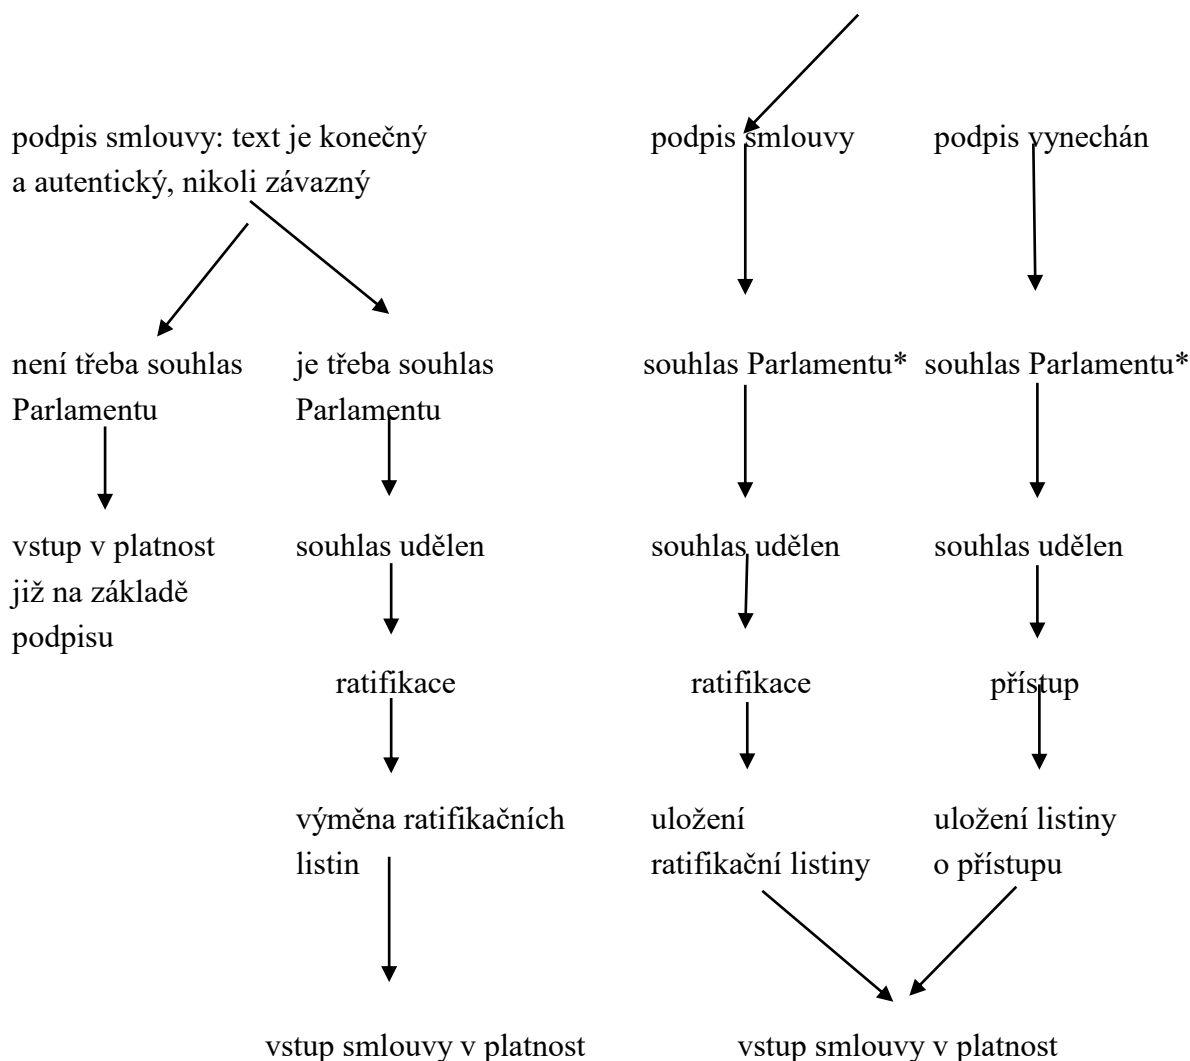 podpis smlouvy: text je konečný
a autentický, nikoli závazný
podpis smlouvy
podpis vynechán
není třeba souhlas
Parlamentu
je třeba souhlas
Parlamentu
souhlas Parlamentu*
souhlas Parlamentu*
vstup v platnost
již na základě
podpisu
souhlas udělen
souhlas udělen
souhlas udělen
ratifikace
ratifikace
přístup
výměna ratifikačních
listin
uložení
ratifikační listiny
uložení listiny
o přístupu
vstup smlouvy v platnost
vstup smlouvy v platnost